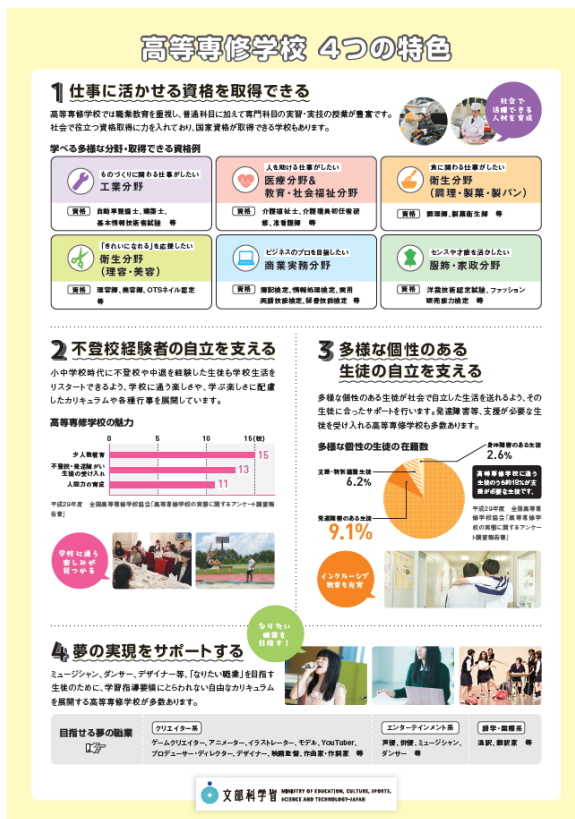 高等専修学校 4つの特色
1 仕事に活かせる資格を取得できる
高等専修学校では職業教育を重視し、普通科目に加えて専門科目の実習・実技の授業が豊富です。
社会で役立つ資格取得に力を入れており、国家資格が取得できる学校もあります。
社会で
活躍できる
人材を育成
学べる多様な分野・取得できる資格例
ものづくりに関わる仕事がしたい
工業分野
資格 自動車整備士、建築士、
基本情報技術者試験 等
人を助ける仕事がしたい
医療分野&
教育・社会福祉分野
資格 介護福祉士、介護職員初任者研
修、准看護師 等
食に関わる仕事がしたい
衛生分野
（調理・製菓・製パン）
資格 調理師、製菓衛生師 等
「きれいになれる」を応援したい
衛生分野
（理容・美容）
資格 理容師、美容師、OTSネイル認定
等
ビジネスのプロを目指したい
商業実務分野
資格 簿記検定、情報処理検定、実用
英語技能検定、秘書技能検定 等
センスや才能を活かしたい
服飾・家政分野
資格 洋裁技術認定試験、ファッション
販売能力検定 等
2 不登校経験者の自立を支える
小中学校時代に不登校や中退を経験した生徒も学校生活を
リスタートできるよう、学校に通う楽しさや、学ぶ楽しさに配慮
したカリキュラムや各種行事を展開しています。
高等専修学校の魅力
0 5 10 15(校)
少人数教育 15
不登校・発達障がい
生徒の受け入れ 13
人間力の育成 11
平成29年度 全国高等専修学校協会「高等専修学校の実態に関するアンケート調査報
告書」
学校に通う
楽しみが
見つかる
3 多様な個性のある
生徒の自立を支える
多様な個性のある生徒が社会で自立した生活を送れるよう、その
生徒に合ったサポートを行います。発達障害等、支援が必要な生
徒を受け入れる高等専修学校も多数あります。
多様な個性の生徒の在籍数
身体障害のある生徒
2.6%
支援・特別措置生徒
6.2%
発達障害のある生徒
9.1%
高等専修学校に通う
生徒のうち約18%が支
援が必要な生徒です。
平成29年度 全国高等専
修学校協会「高等専修学
校の実態に関するアンケー
ト調査報告書」
インクルーシブ
教育も充実
4 夢の実現をサポートする
なりたい
職業を
目指す！
ミュージシャン、ダンサー、デザイナー等、「なりたい職業」を目指す
生徒のために、学習指導要領にとらわれない自由なカリキュラム
を展開する高等専修学校が多数あります。
目指せる夢の職業
クリエイター系
ゲームクリエイター、アニメーター、イラストレーター、モデル、YouTuber、
プロデューサー・ディレクター、デザイナー、映画監督、作曲家・作詞家 等
エンターテインメント系
声優、俳優、ミュージシャン、
ダンサー 等
語学・国際系
通訳、翻訳家 等
文部科学省 MINISTRY OF EDUCATION, CULTURE, SPORTS,
SCIENCE AND TECHNOLOGY-JAPAN